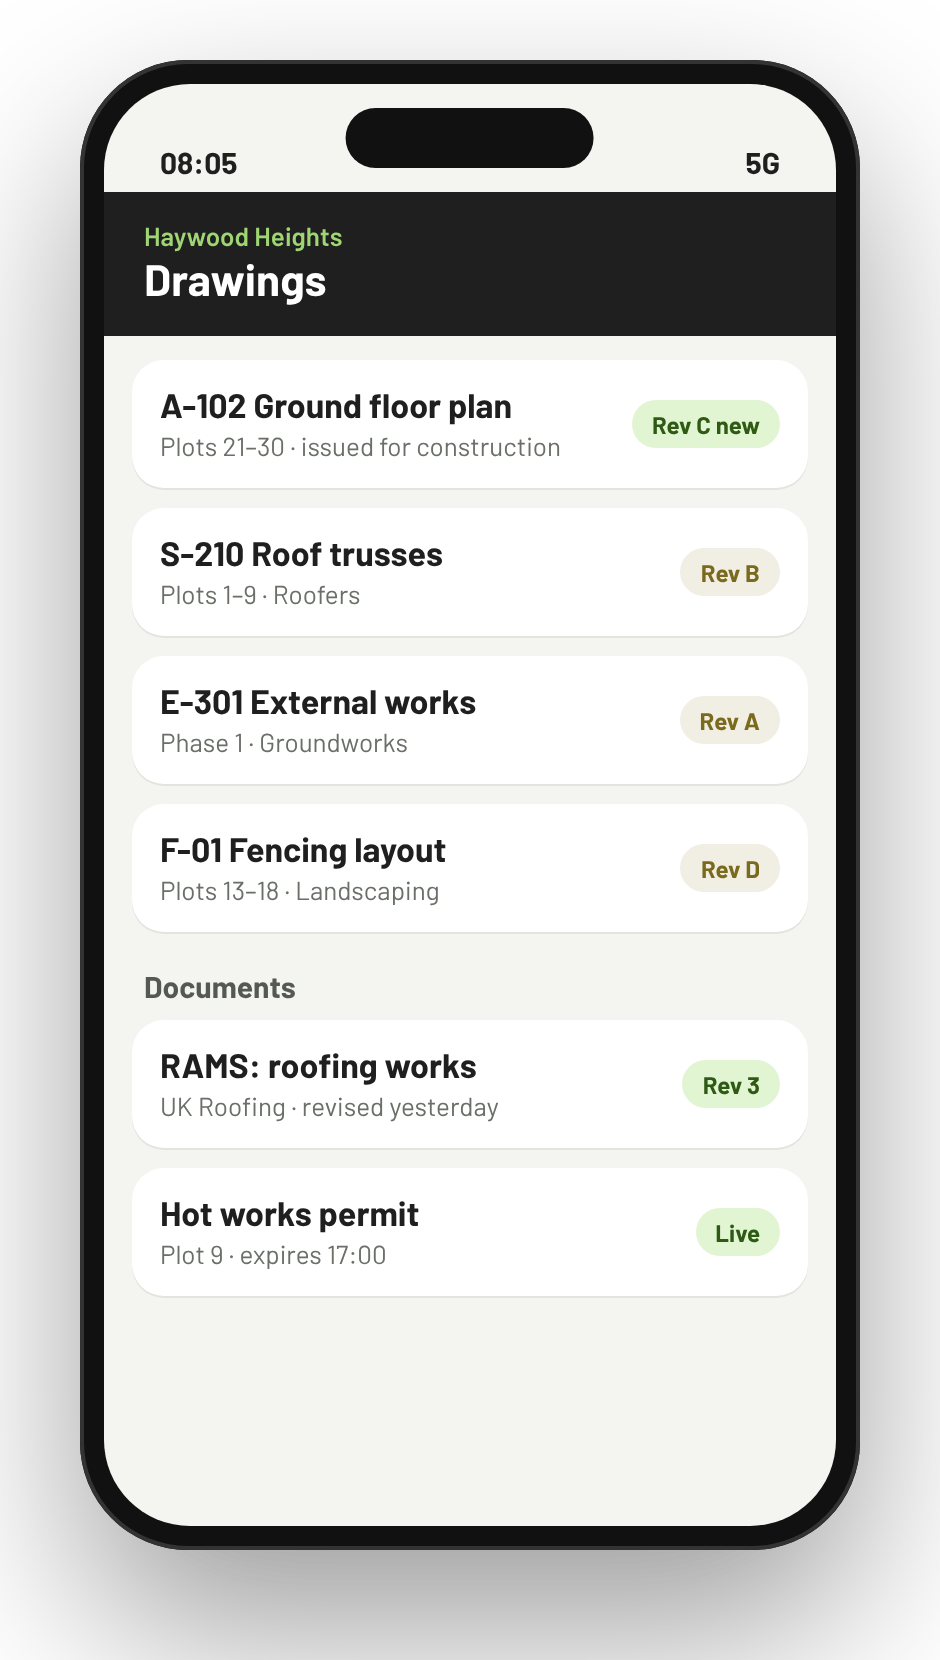 08:05 5G
Haywood Heights
Drawings
A-102 Ground floor plan
Plots 21–30 · issued for construction
Rev C new
S-210 Roof trusses
Plots 1–9 · Roofers
Rev B
E-301 External works
Phase 1 · Groundworks
Rev A
F-01 Fencing layout
Plots 13–18 · Landscaping
Rev D
Documents
RAMS: roofing works
UK Roofing · revised yesterday
Rev 3
Hot works permit
Plot 9 · expires 17:00
Live